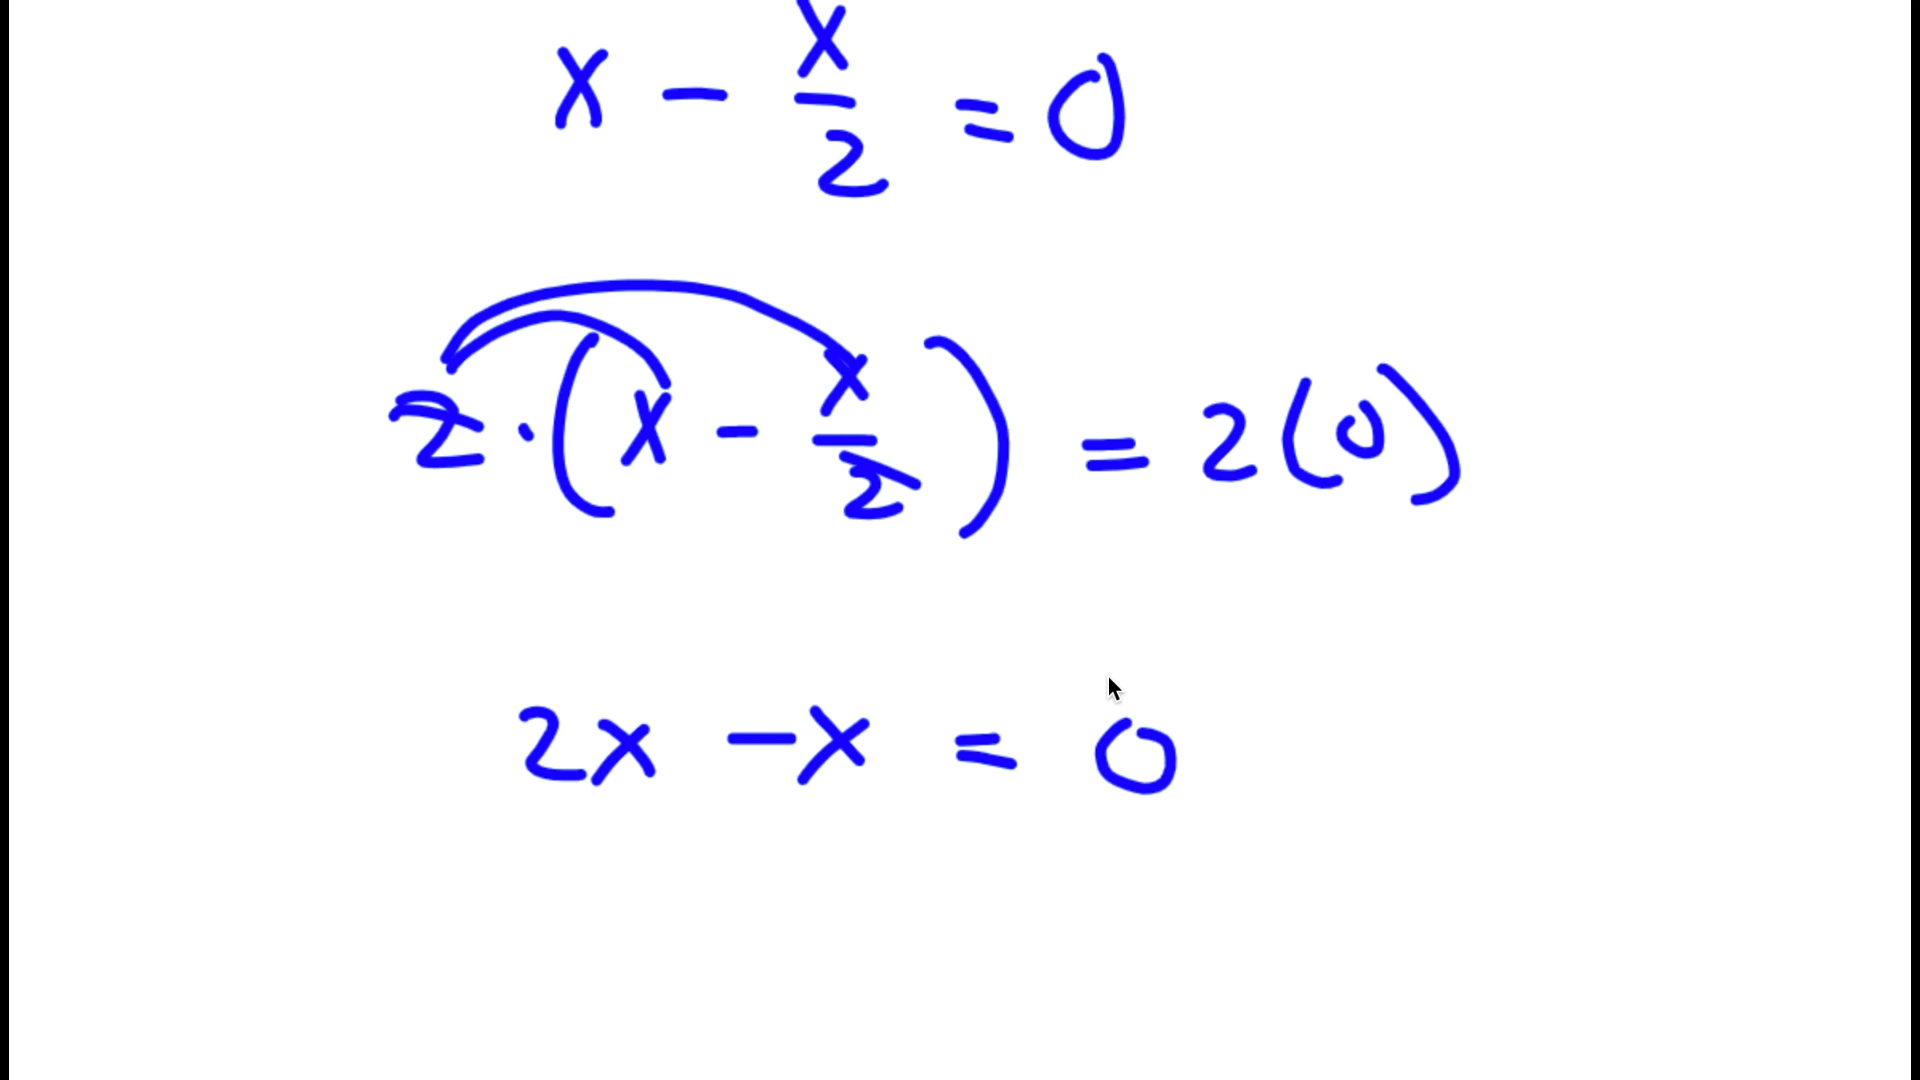 x - x/2 = 0
2 · (x - x/2) = 2(0)
2x - x = 0